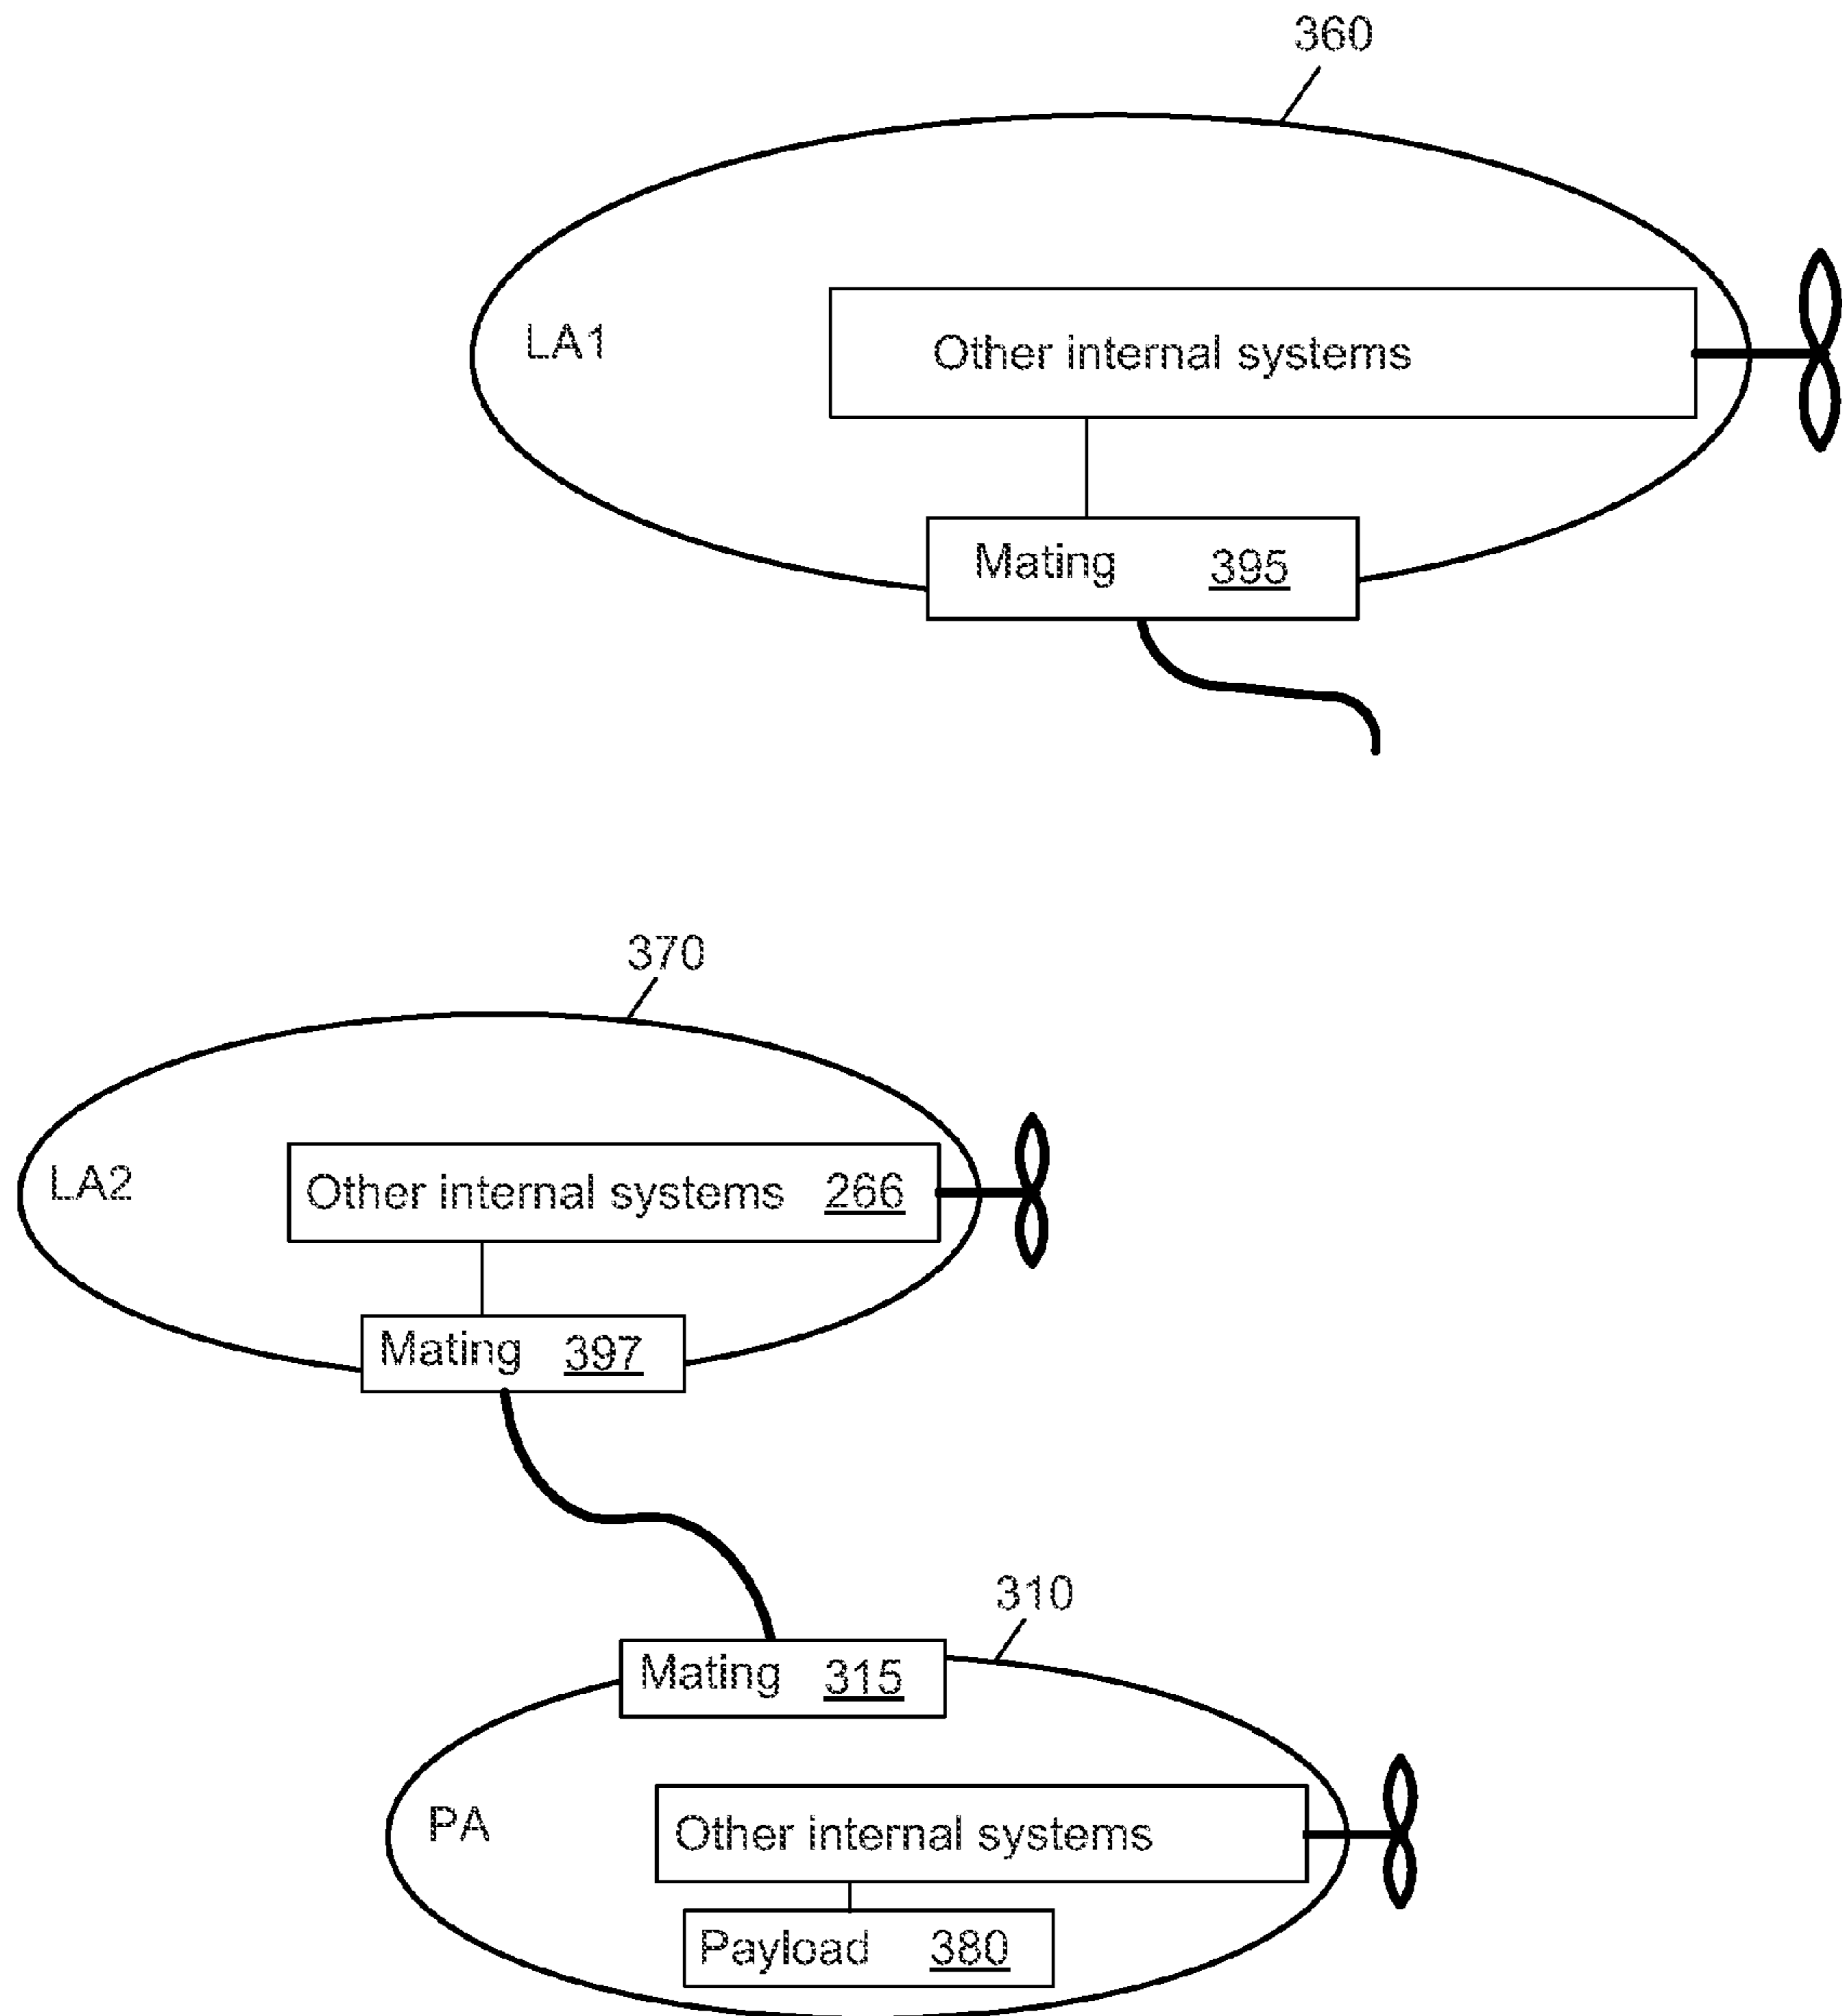 360
LA1
Other internal systems
Mating 395
370
LA2
Other internal systems 266
Mating 397
310
Mating 315
PA
Other internal systems
Payload 380